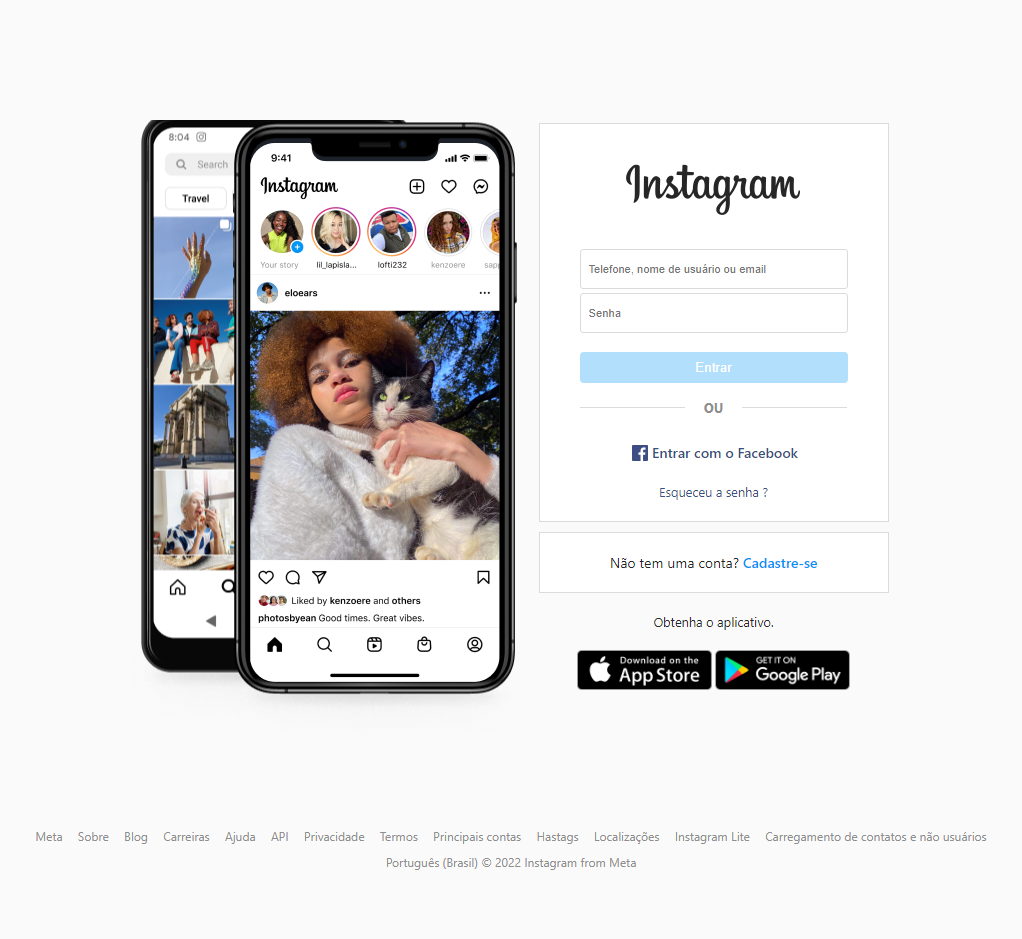 8:04
Search
Travel
9:41
Instagram
Your story
lil_lapisla...
lofti232
kenzoere
sapp
eloears
Liked by kenzoere and others
photosbyean Good times. Great vibes.
Instagram
Telefone, nome de usuário ou email
Senha
Entrar
OU
Entrar com o Facebook
Esqueceu a senha ?
Não tem uma conta? Cadastre-se
Obtenha o aplicativo.
Download on the
App Store
GET IT ON
Google Play
Meta Sobre Blog Carreiras Ajuda API Privacidade Termos Principais contas Hastags Localizações Instagram Lite Carregamento de contatos e não usuários
Português (Brasil) © 2022 Instagram from Meta